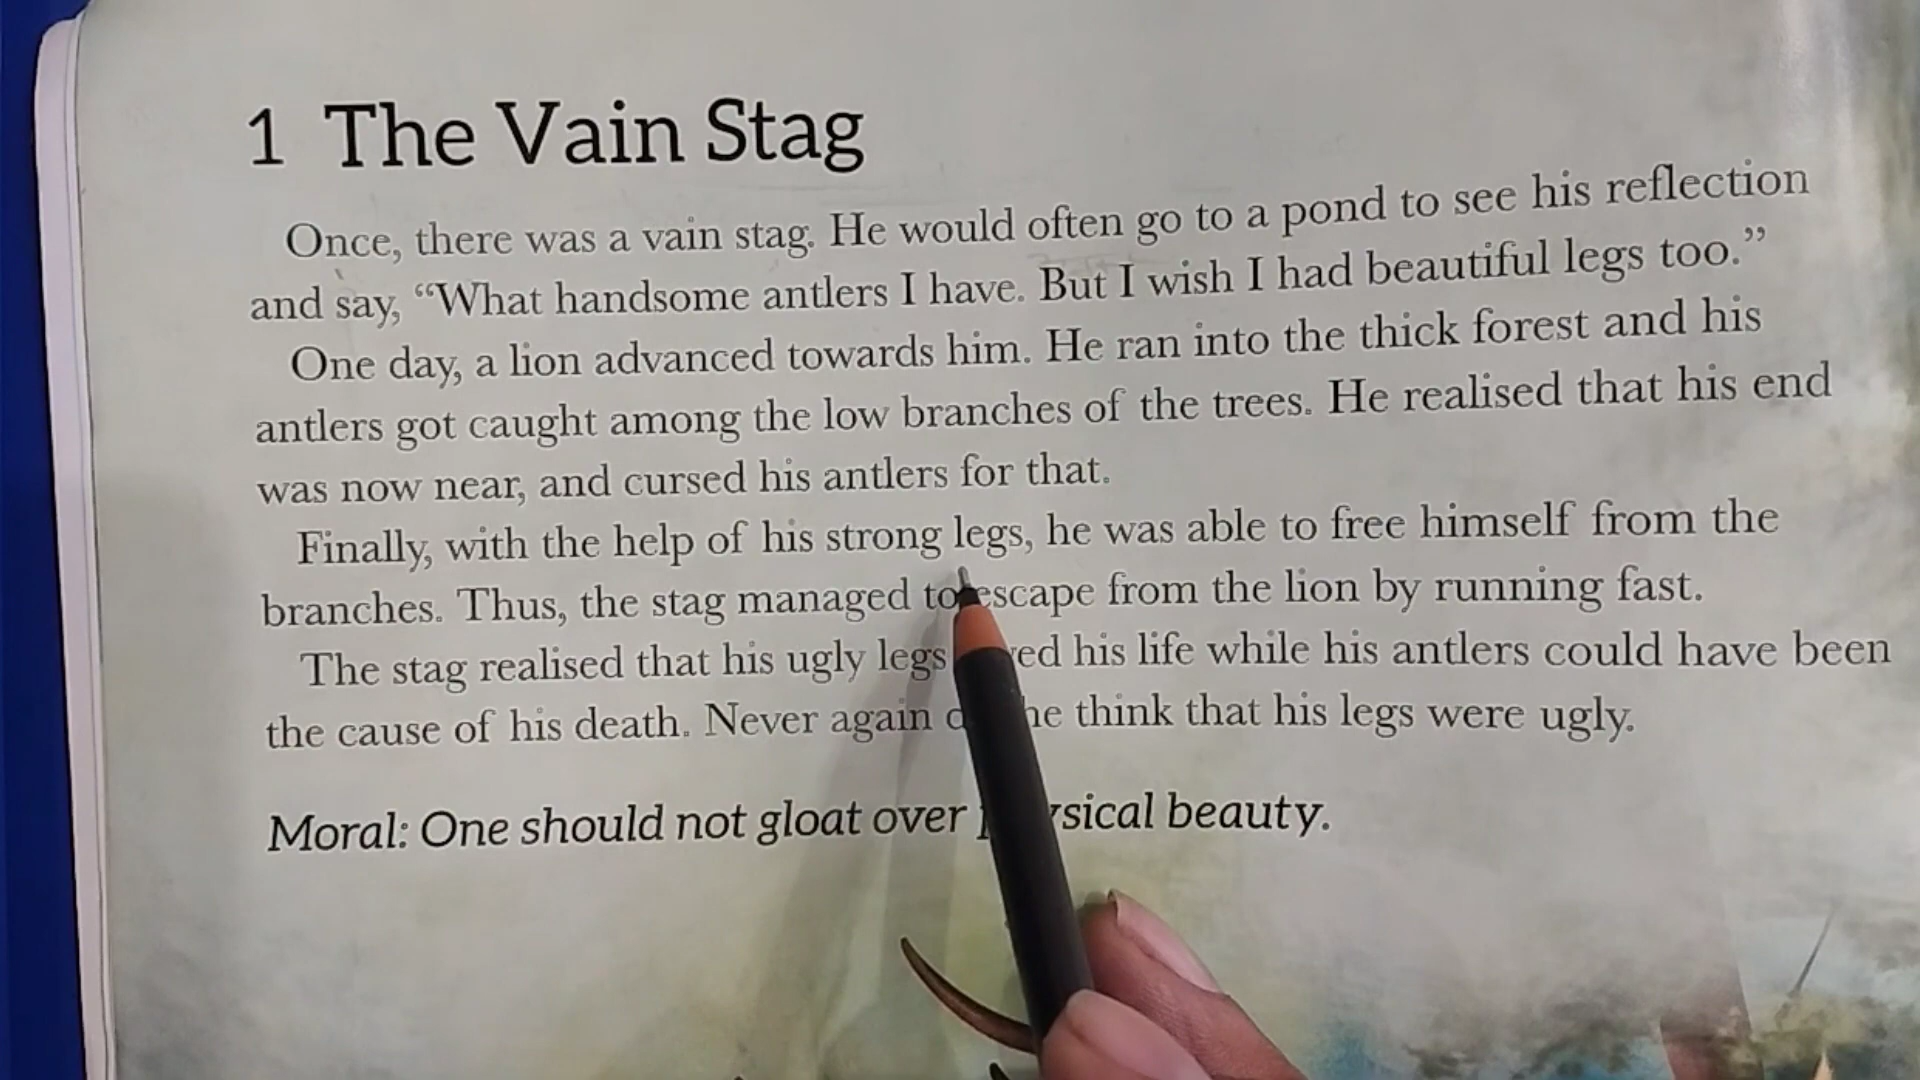 1 The Vain Stag
Once, there was a vain stag. He would often go to a pond to see his reflection
and say, “What handsome antlers I have. But I wish I had beautiful legs too.”
One day, a lion advanced towards him. He ran into the thick forest and his
antlers got caught among the low branches of the trees. He realised that his end
was now near, and cursed his antlers for that.
Finally, with the help of his strong legs, he was able to free himself from the
branches. Thus, the stag managed to escape from the lion by running fast.
The stag realised that his ugly legs his life while his antlers could have been
the cause of his death. Never again he think that his legs were ugly.
Moral: One should not gloat over physical beauty.